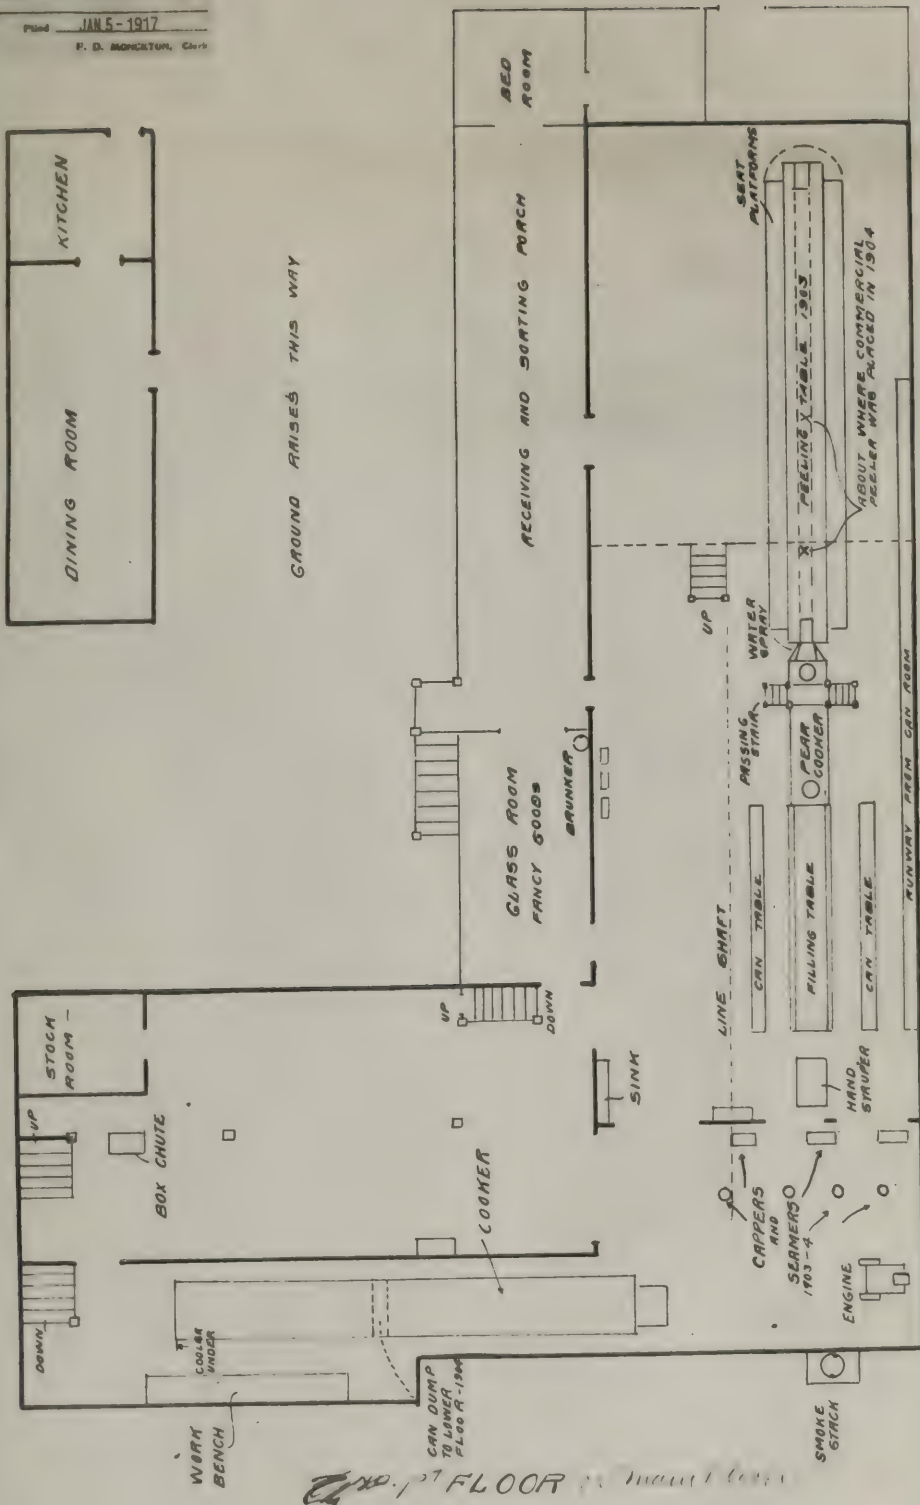 Filed JAN 5-1917
F. D. MONCKTON, Clerk
BED
ROOM
KITCHEN
DINING ROOM
GROUND RAISES THIS WAY
RECEIVING AND SORTING PORCH
SEAT
PLATFORMS
PEELING TABLE 1903
ABOUT WHERE COMMERCIAL
PEELER WAS PLACED IN 1904
UP
WATER
SPRAY
PASSING
STAIR
PEAR
COOKER
RUNWAY FROM CAN ROOM
GLASS ROOM
FANCY GOODS
BRUNKER
LINE SHAFT
CAN TABLE
FILLING TABLE
CAN TABLE
STOCK
ROOM
UP
UP
DOWN
BOX CHUTE
SINK
HAND
SYRUPER
COOKER
CAPPERS
AND
SEAMERS
1903-4
ENGINE
DOWN
COOLER
UNDER
WORK
BENCH
CAN DUMP
TO LOWER
FLOOR-190
SMOKE
STACK
FLOOR